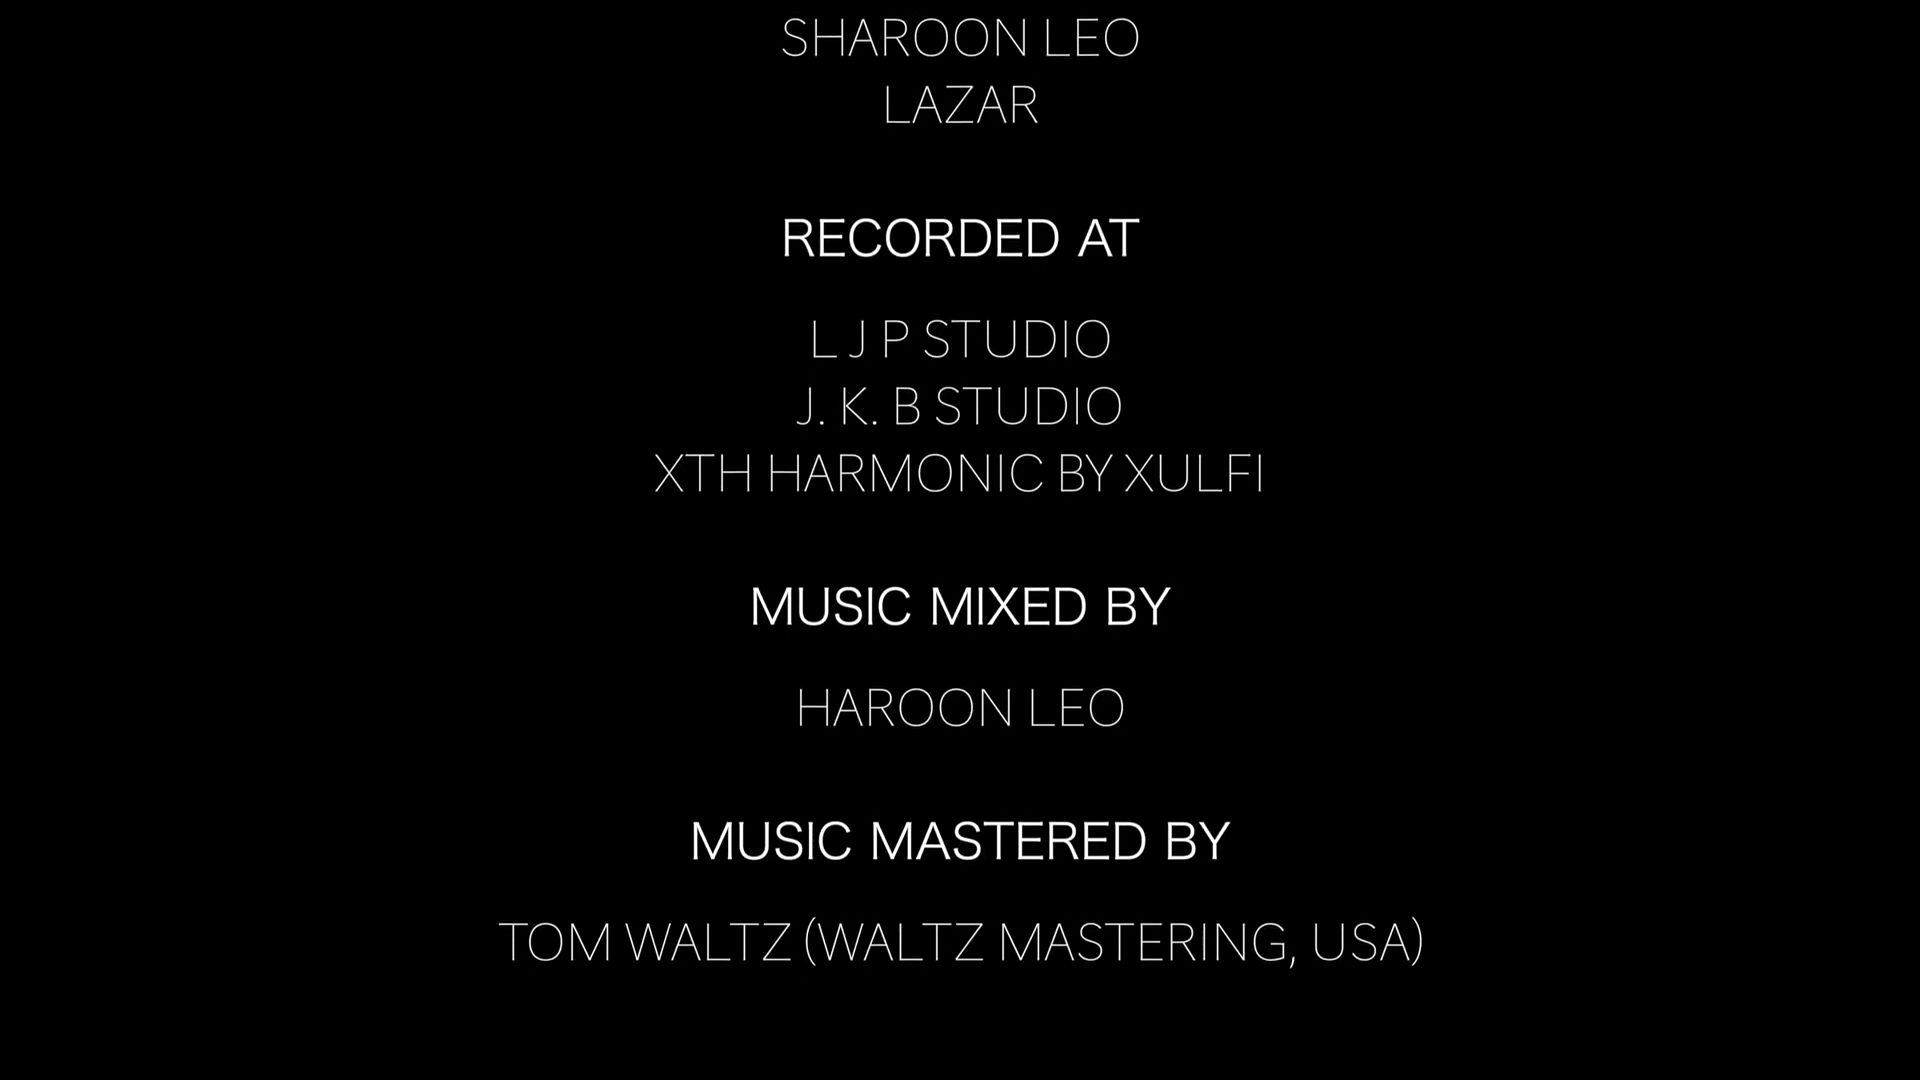 SHAROON LEO
LAZAR
RECORDED AT
L J P STUDIO
J. K. B STUDIO
XTH HARMONIC BY XULFI
MUSIC MIXED BY
HAROON LEO
MUSIC MASTERED BY
TOM WALTZ (WALTZ MASTERING, USA)